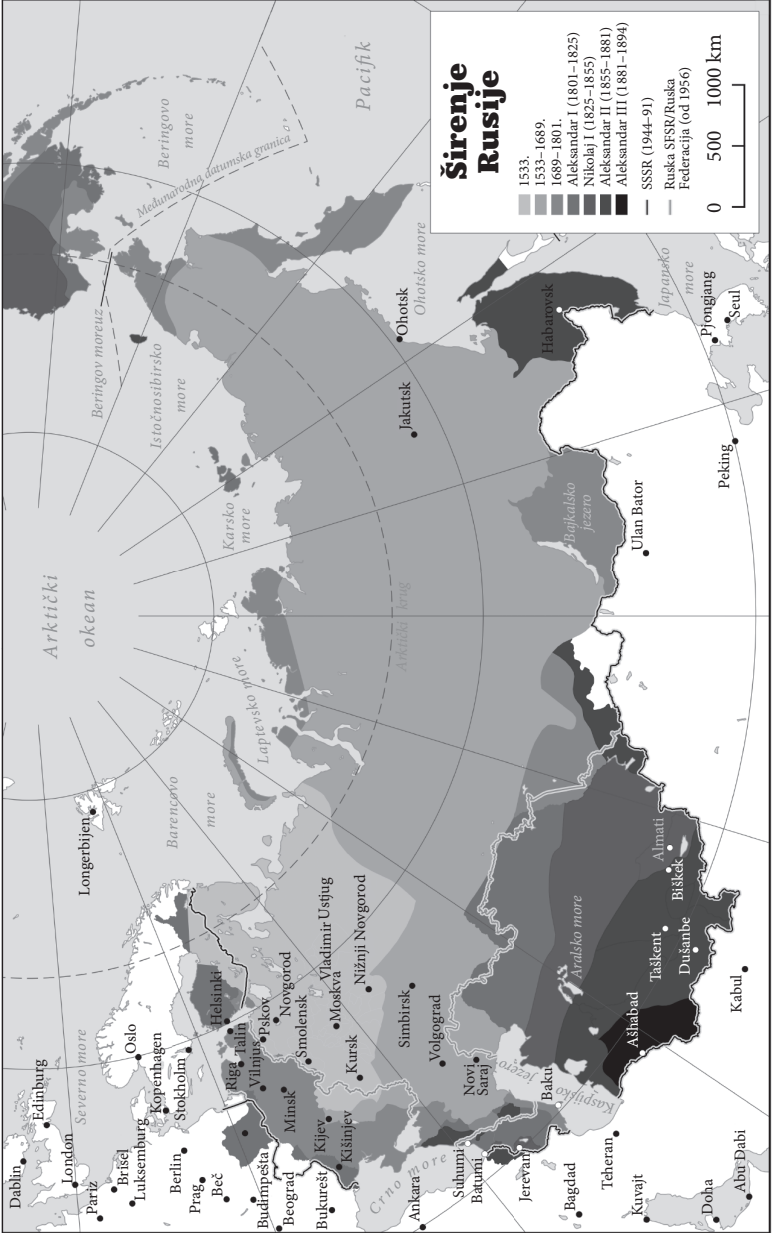 Širenje
Rusije
1533.
1533–1689.
1689–1801.
Aleksandar I (1801–1825)
Nikolaj I (1825–1855)
Aleksandar II (1855–1881)
Aleksandar III (1881–1894)
SSSR (1944–91)
Ruska SFSR/Ruska
Federacija (od 1956)
0
500
1000 km
Pacifik
Beringovo
more
Međunarodna datumska granica
Beringov moreuz
Istočnosibirsko
more
Ohotsko more
Ohotsk
Habarovsk
Japansko
more
Pjongjang
Seul
Jakutsk
Karsko
more
Arktički
okean
Bajkalsko
jezero
Ulan Bator
Peking
Arktički krug
Laptevsko more
Barencovo
more
Longerbijen
Severno more
Dablin
Edinburg
London
Pariz
Brisel
Luksemburg
Oslo
Kopenhagen
Stokholm
Berlin
Prag
Beč
Budimpešta
Beograd
Bukurešt
Helsinki
Talin
Riga
Vilnjus
Pskov
Novgorod
Smolensk
Vladimir Ustjug
Moskva
Nižnji Novgorod
Minsk
Kursk
Simbirsk
Kijev
Kišinjev
Volgograd
Novi
Saraj
Crno more
Ankara
Suhumi
Batumi
Jerevan
Baku
Kaspijsko
jezero
Aralsko more
Ašhabad
Taškent
Dušanbe
Biškek
Almati
Kabul
Teheran
Bagdad
Kuvajt
Doha
Abu Dabi